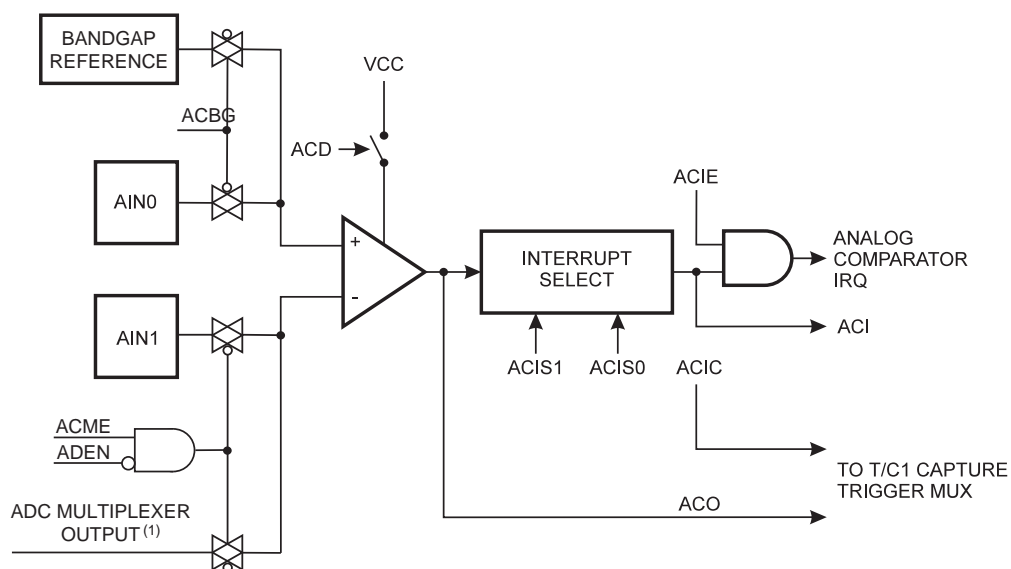 BANDGAP
REFERENCE
VCC
ACBG
ACD
AIN0
ACIE
+
INTERRUPT
SELECT
ANALOG
COMPARATOR
IRQ
-
AIN1
ACI
ACIS1
ACIS0
ACIC
ACME
ADEN
TO T/C1 CAPTURE
TRIGGER MUX
ACO
ADC MULTIPLEXER
OUTPUT (1)